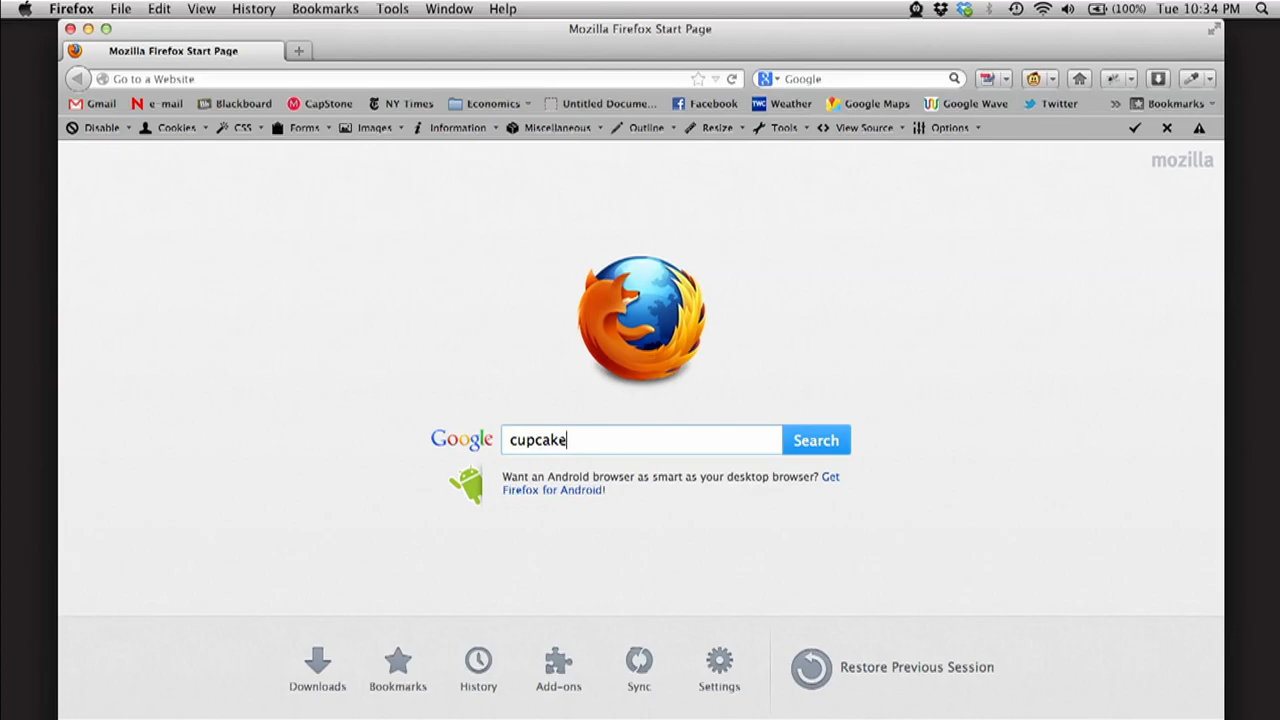 Firefox File Edit View History Bookmarks Tools Window Help (100%) Tue 10:34 PM
Mozilla Firefox Start Page
Mozilla Firefox Start Page
Go to a Website Google
Gmail e-mail Blackboard CapStone NY Times Economics Untitled Docume... Facebook Weather Google Maps Google Wave Twitter » Bookmarks
Disable Cookies CSS Forms Images Information Miscellaneous Outline Resize Tools View Source Options
mozilla
Google cupcake Search
Want an Android browser as smart as your desktop browser? Get
Firefox for Android!
Downloads Bookmarks History Add-ons Sync Settings Restore Previous Session